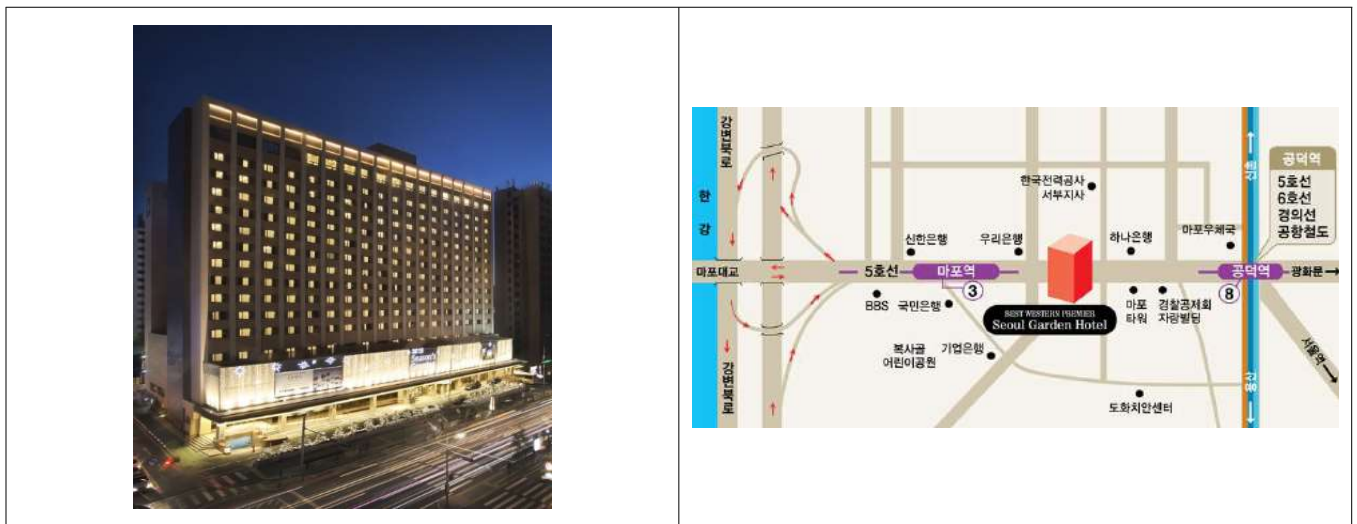 Season's
강변북로
한
강
마포대교
5호선
마포역
3
신한은행
우리은행
한국전력공사
서부지사
하나은행
마포우체국
신촌
공덕역
5호선
6호선
경의선
공항철도
공덕역
8
광화문
BBS
국민은행
BEST WESTERN PREMIER
Seoul Garden Hotel
마포
타워
경찰공제회
자람빌딩
복사골
어린이공원
기업은행
도화치안센터
강변북로
용산
서울역